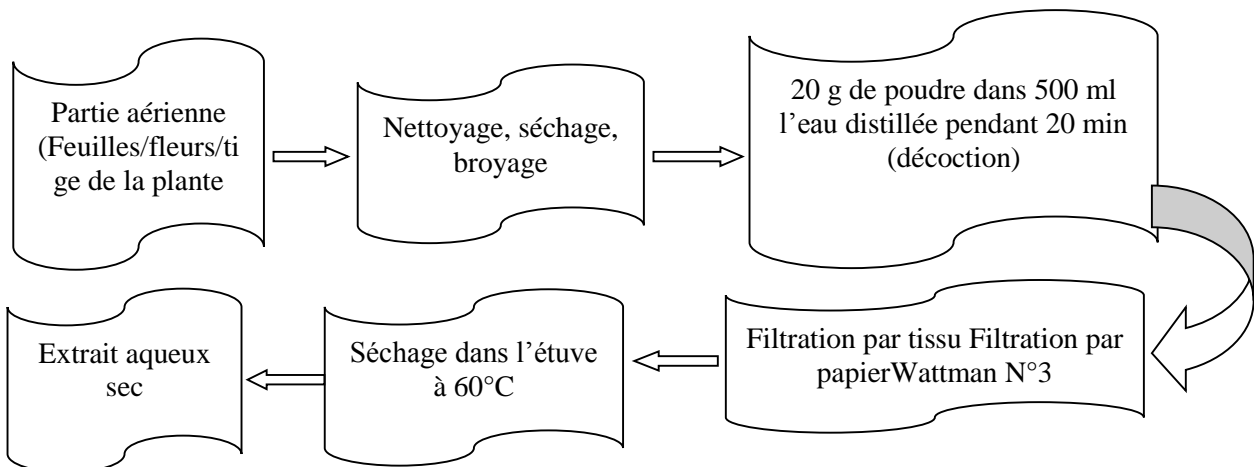 Partie aérienne
(Feuilles/fleurs/ti
ge de la plante
Nettoyage, séchage,
broyage
20 g de poudre dans 500 ml
l’eau distillée pendant 20 min
(décoction)
Filtration par tissu Filtration par
papierWattman N°3
Séchage dans l’étuve
à 60°C
Extrait aqueux
sec